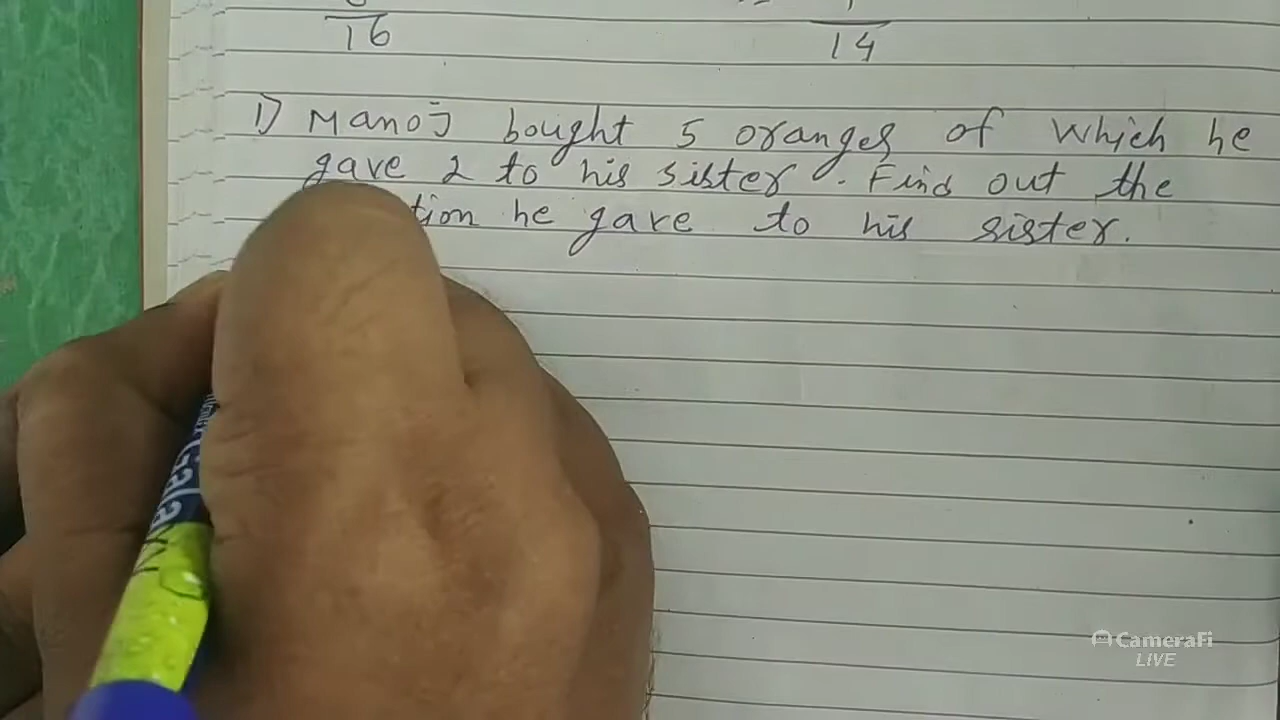 16
14
1) Manoj bought 5 oranges of which he
gave 2 to his sister. Find out the
tion he gave to his sister.
CameraFi
LIVE